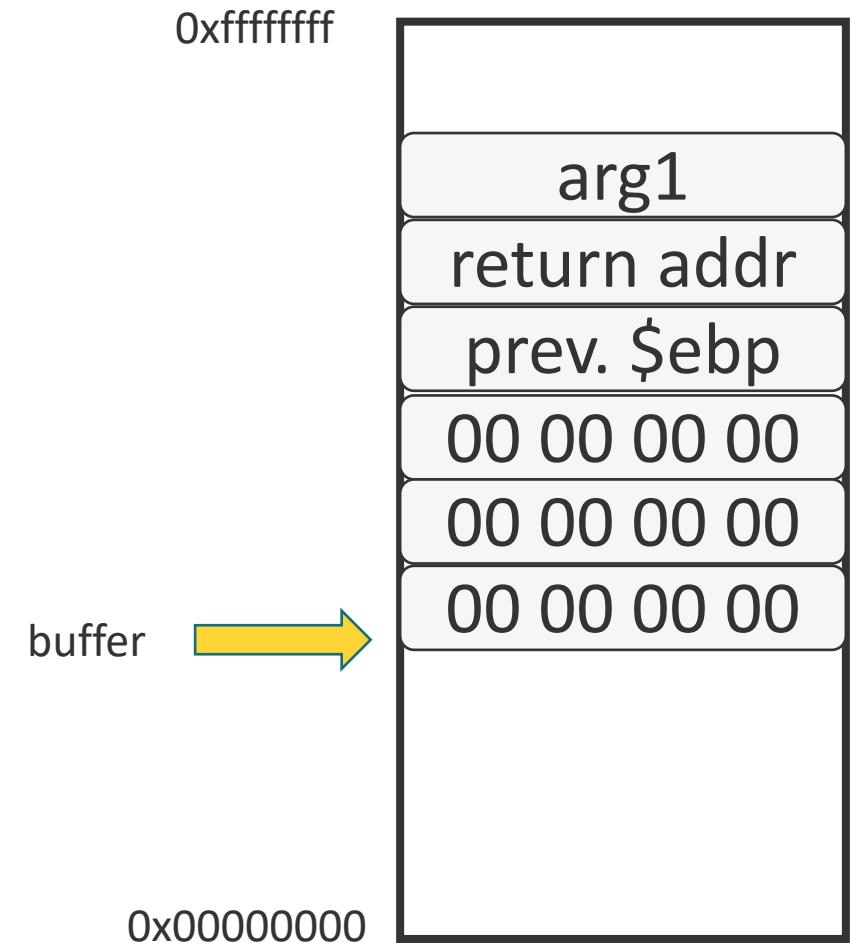 0xffffffff
arg1
return addr
prev. $ebp
00 00 00 00
00 00 00 00
00 00 00 00
buffer
0x00000000